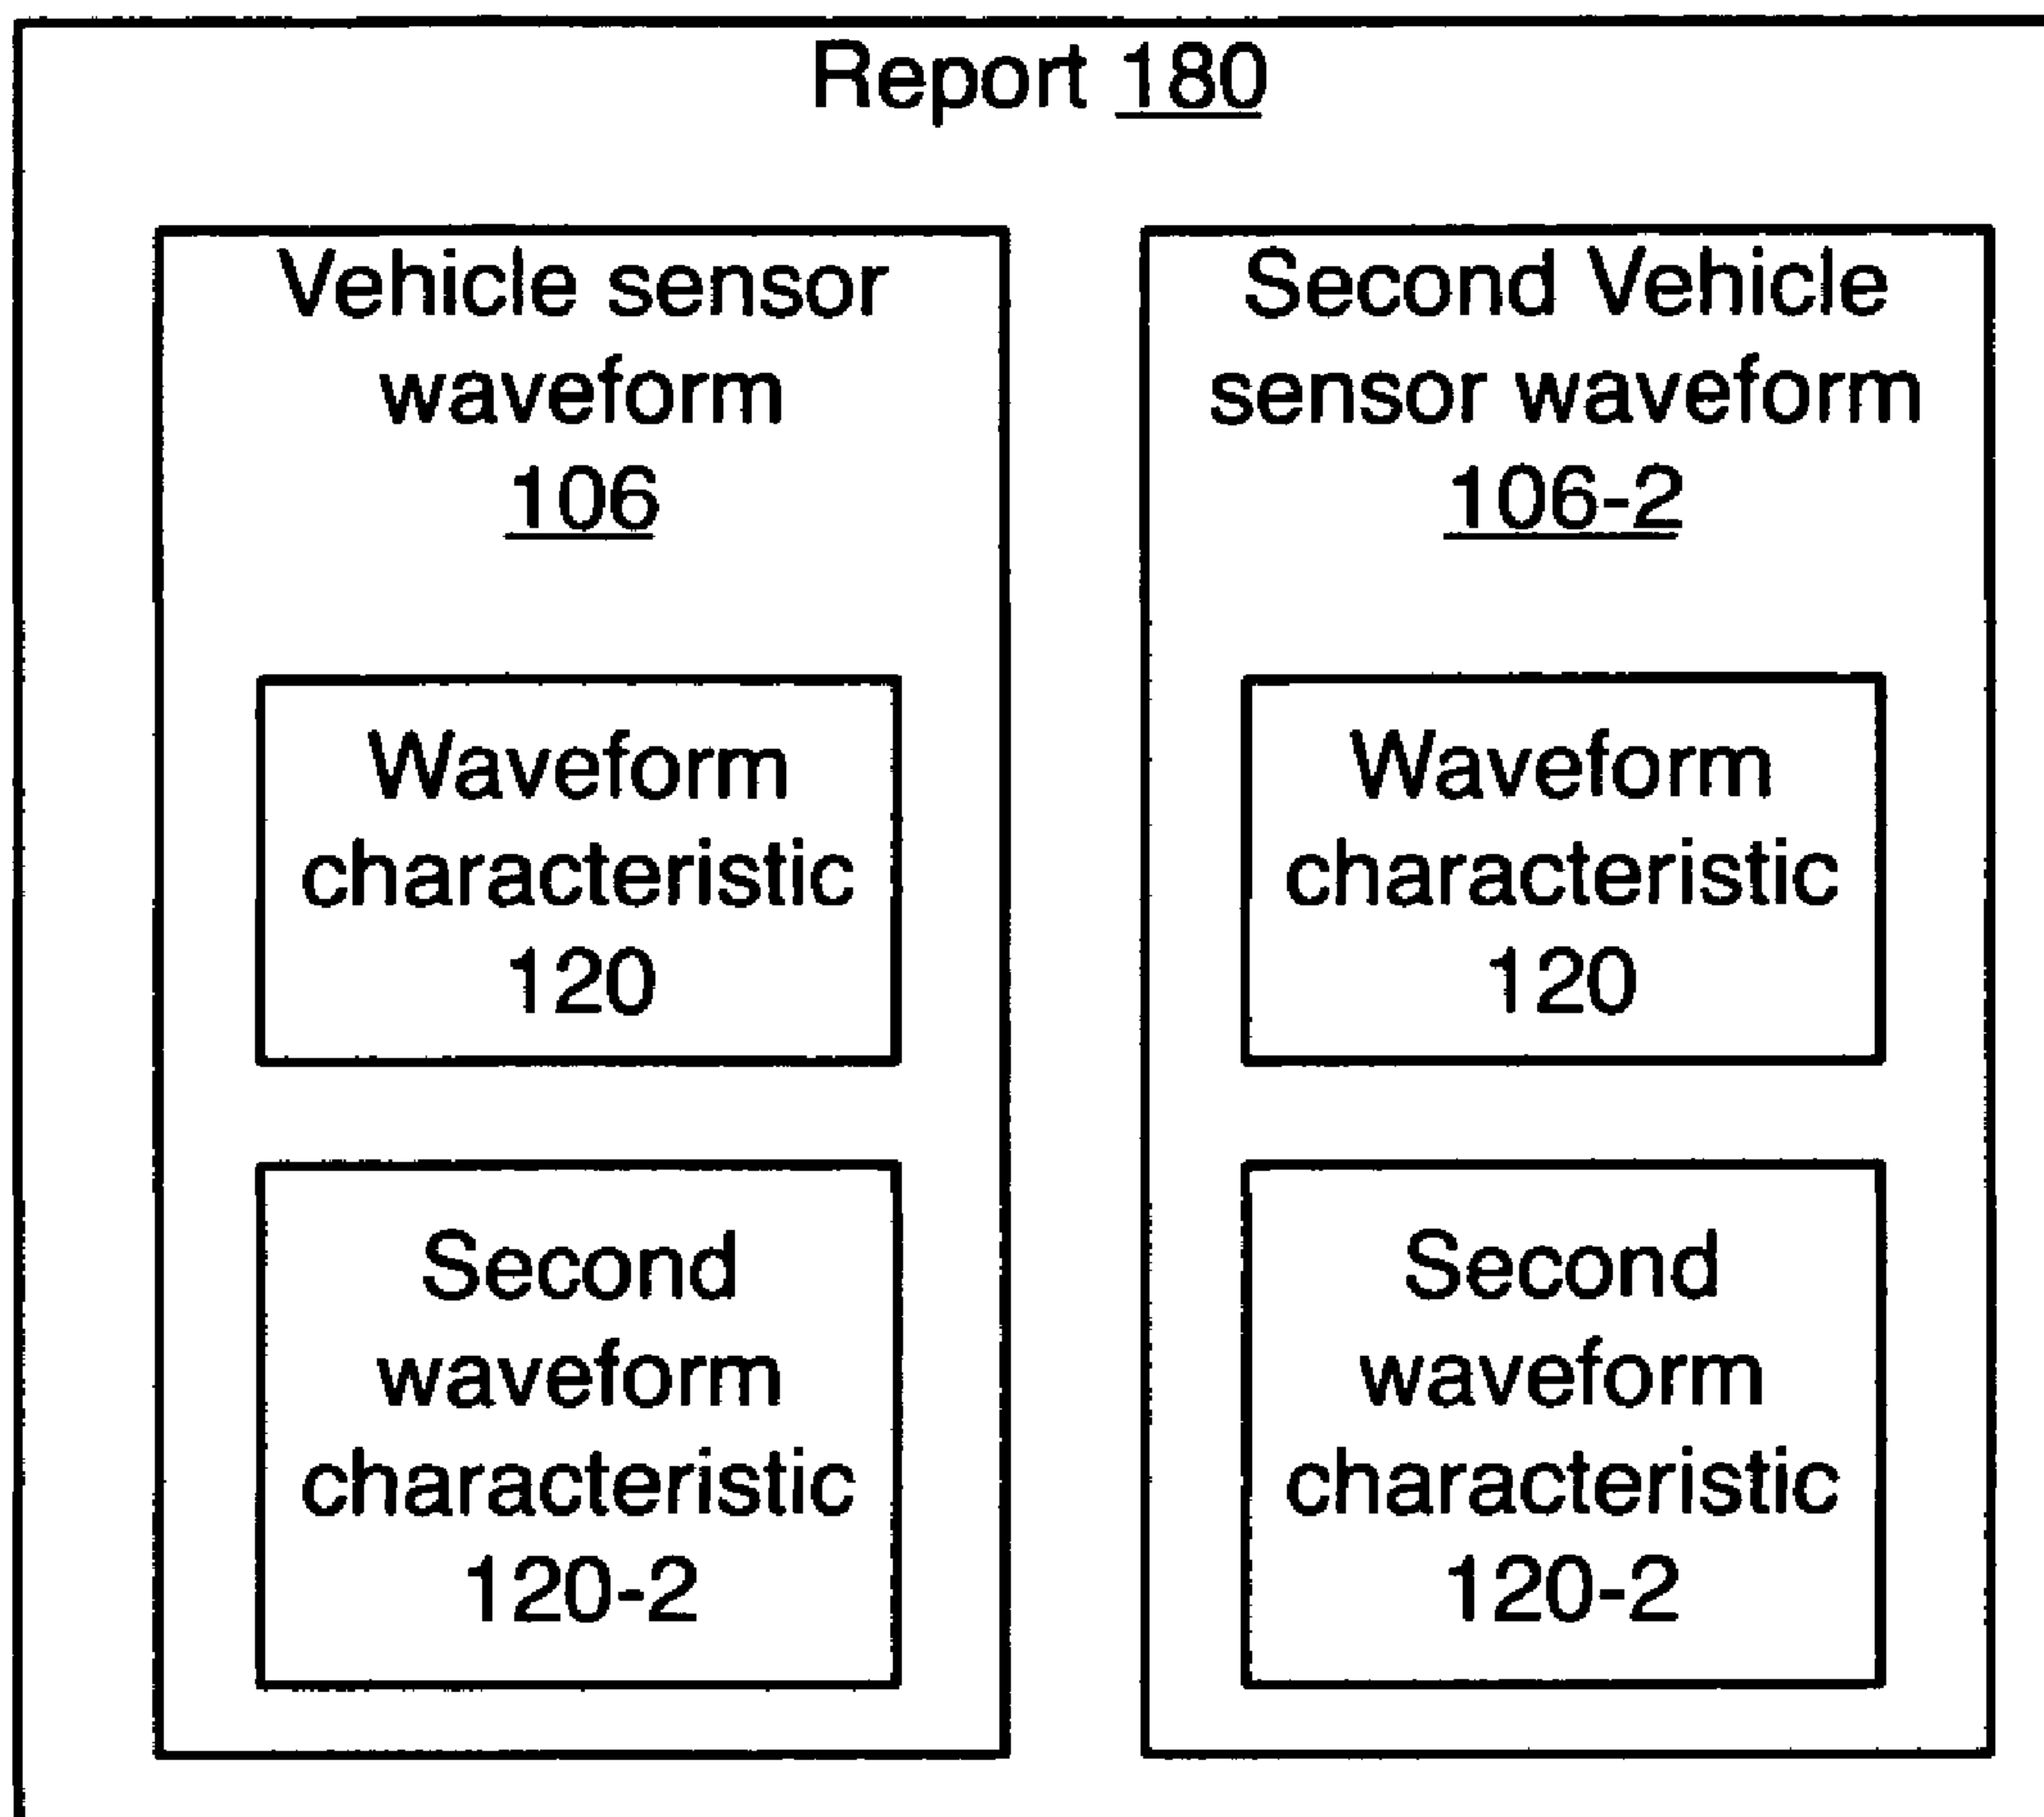 Report 180
Vehicle sensor
waveform
106
Waveform
characteristic
120
Second
waveform
characteristic
120-2
Second Vehicle
sensor waveform
106-2
Waveform
characteristic
120
Second
waveform
characteristic
120-2